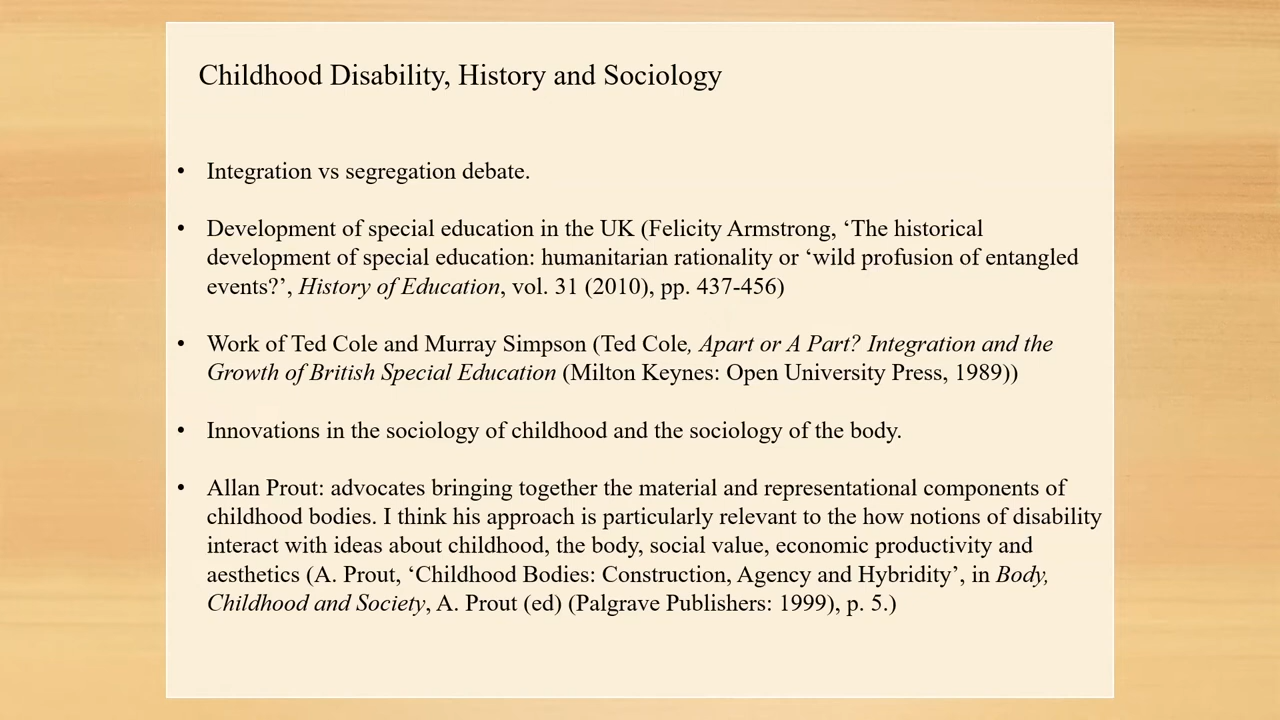 Childhood Disability, History and Sociology
• Integration vs segregation debate.
• Development of special education in the UK (Felicity Armstrong, ‘The historical
development of special education: humanitarian rationality or ‘wild profusion of entangled
events?’, History of Education, vol. 31 (2010), pp. 437-456)
• Work of Ted Cole and Murray Simpson (Ted Cole, Apart or A Part? Integration and the
Growth of British Special Education (Milton Keynes: Open University Press, 1989))
• Innovations in the sociology of childhood and the sociology of the body.
• Allan Prout: advocates bringing together the material and representational components of
childhood bodies. I think his approach is particularly relevant to the how notions of disability
interact with ideas about childhood, the body, social value, economic productivity and
aesthetics (A. Prout, ‘Childhood Bodies: Construction, Agency and Hybridity’, in Body,
Childhood and Society, A. Prout (ed) (Palgrave Publishers: 1999), p. 5.)